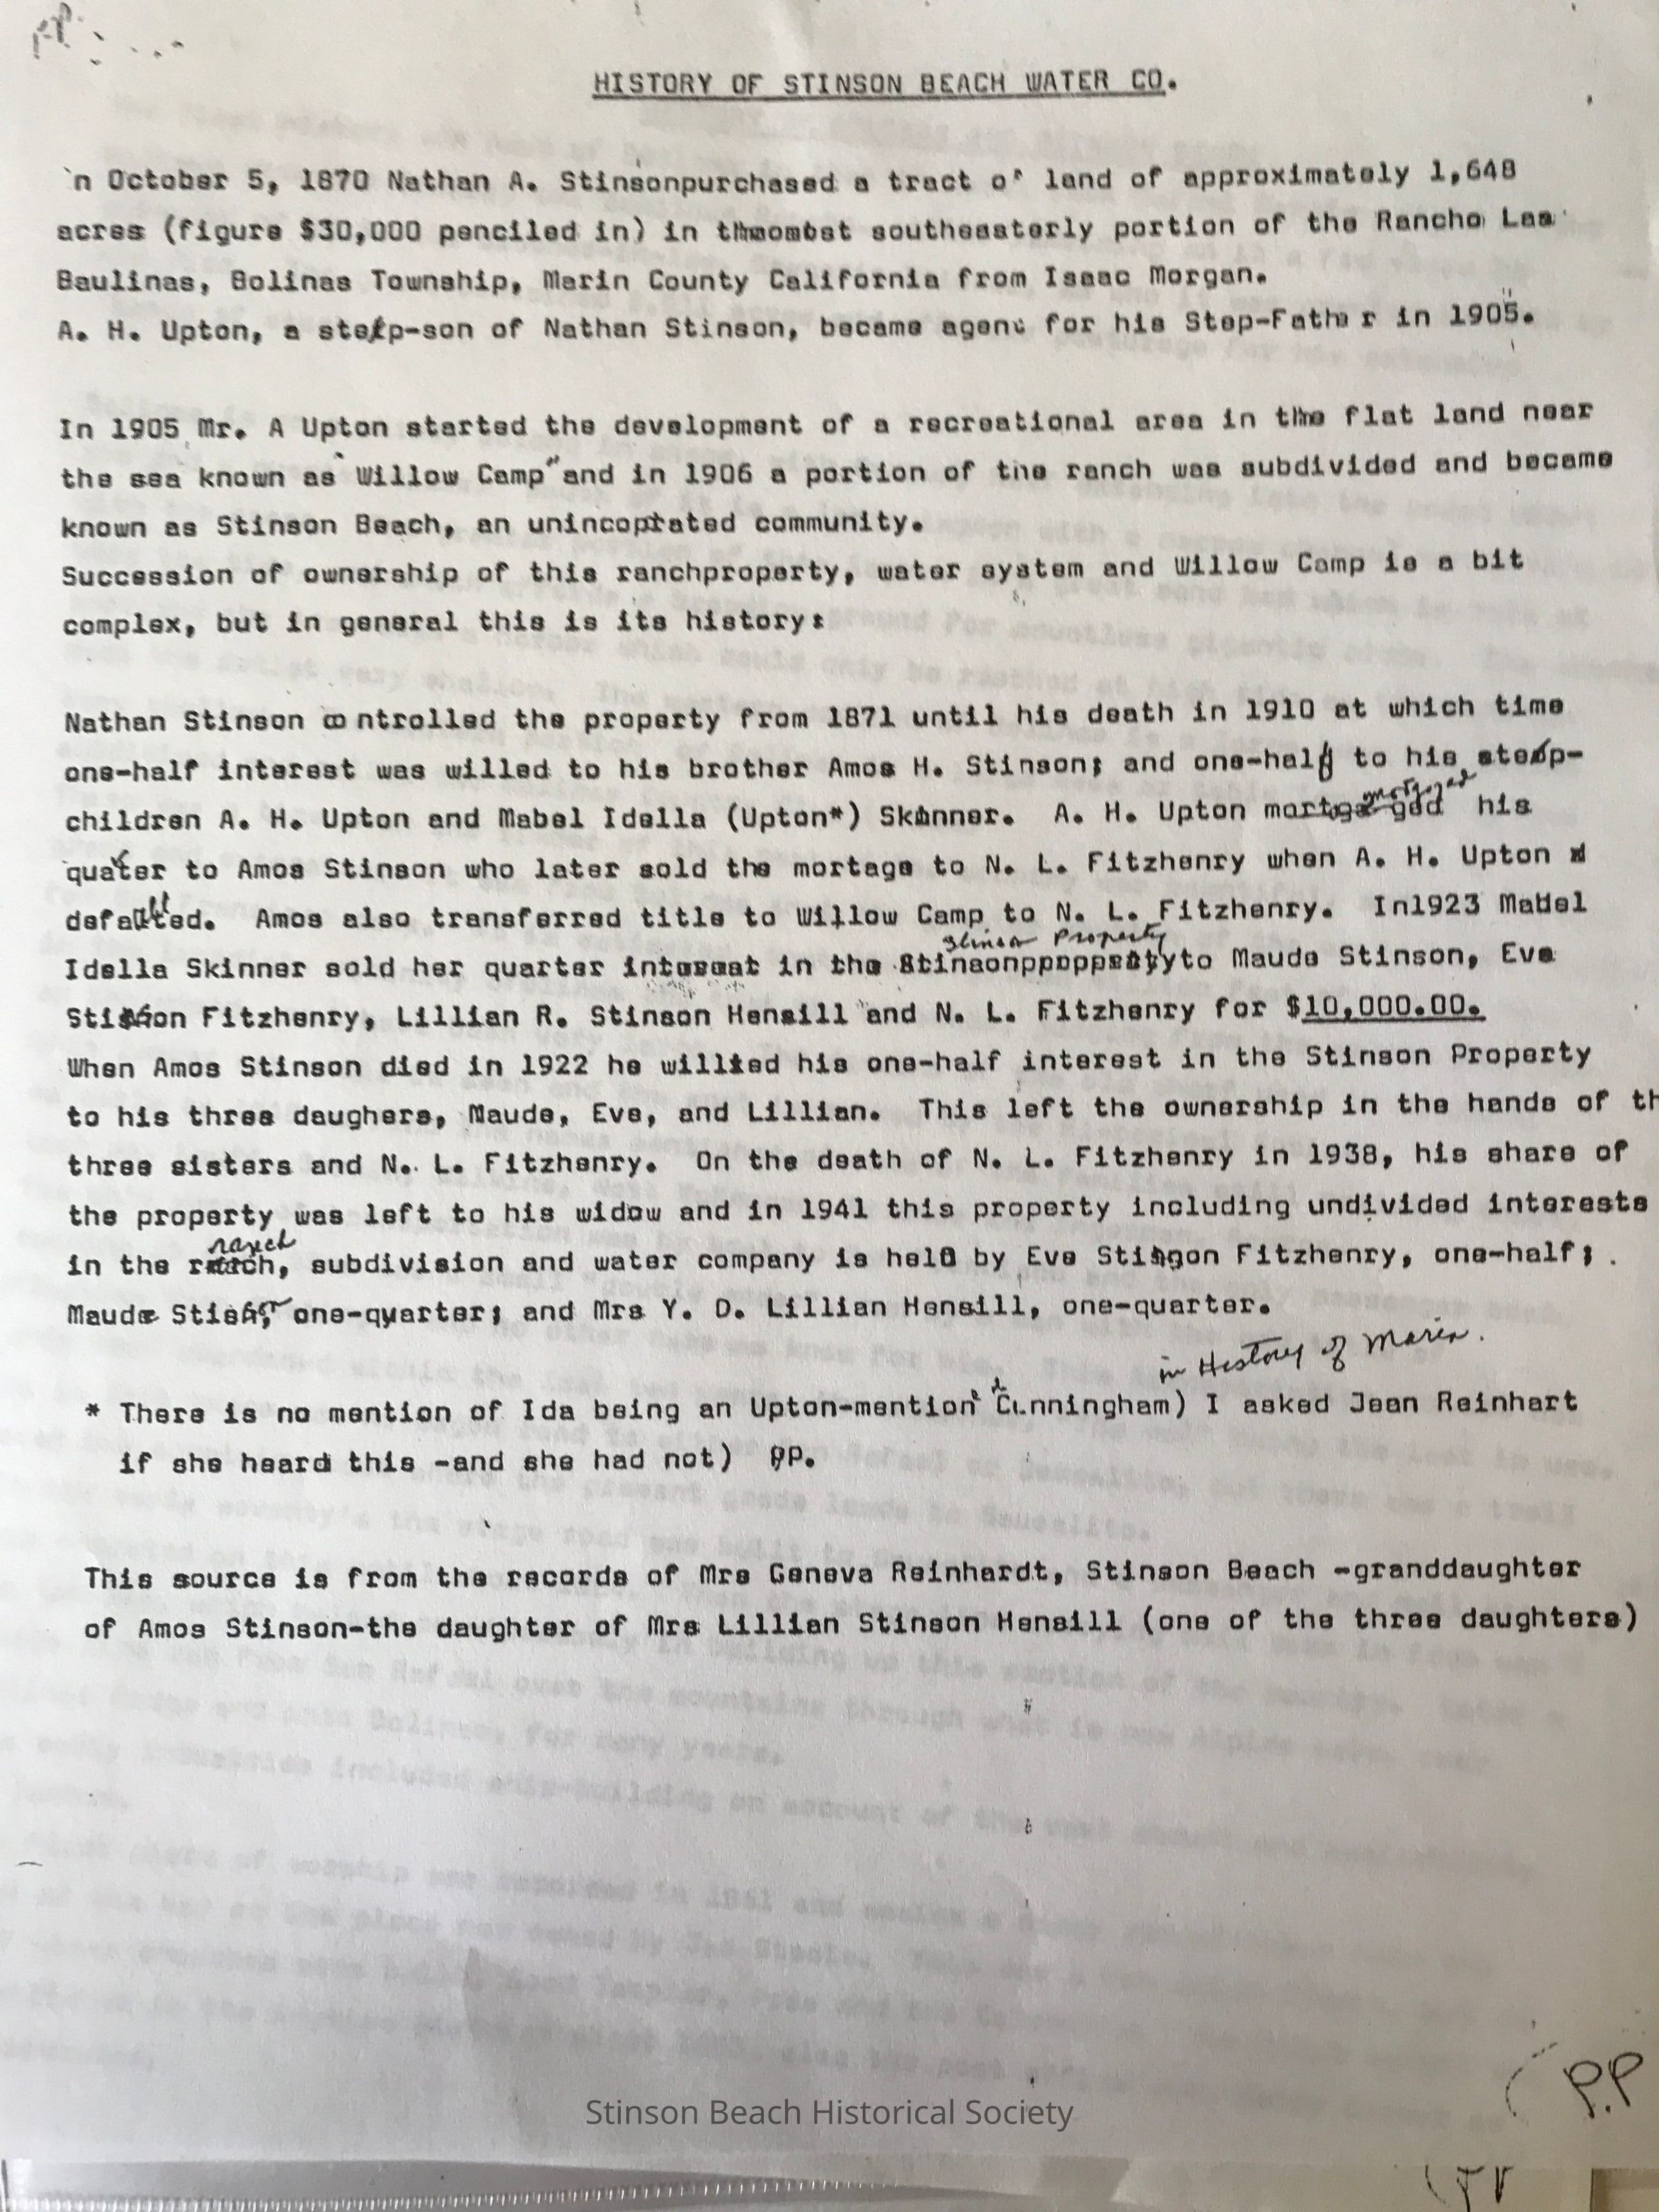 P.P.
HISTORY OF STINSON BEACH WATER CO.
'n October 5, 1870 Nathan A. Stinsonpurchased a tract o' land of approximately 1,648
acres (figure $30,000 penciled in) in southeasterly portion of the Rancho Las
Baulinas, Bolinas Township, Marin County California from Isaac Morgan.
A. H. Upton, a step-son of Nathan Stinson, became agent for his Step-Fath r in 1905.
In 1905 Mr. A Upton started the development of a recreational area in the flat land near
the sea known as "Willow Camp" and in 1906 a portion of the ranch was subdivided and became
known as Stinson Beach, an unincoprated community.
Succession of ownership of this ranchproperty, water system and Willow Camp is a bit
complex, but in general this is its history:
Nathan Stinson co ntrolled the property from 1871 until his death in 1910 at which time
one-half interest was willed to his brother Amos H. Stinson; and one-half to his step-
mortgaged
children A. H. Upton and Mabel Idella (Upton*) Skinner. A. H. Upton mortga ged his
quater to Amos Stinson who later sold the mortage to N. L. Fitzhenry when A. H. Upton
defaulted. Amos also transferred title to Willow Camp to N. L. Fitzhenry. In1923 Mabel
Stinson Property
Idella Skinner sold her quarter interest in the to Maude Stinson, Eve
Stinson Fitzhenry, Lillian R. Stinson Hensill and N. L. Fitzhenry for $10,000.00.
When Amos Stinson died in 1922 he willed his one-half interest in the Stinson Property
to his three daughers, Maude, Eve, and Lillian. This left the ownership in the hands of th
three sisters and N. L. Fitzhenry. On the death of N. L. Fitzhenry in 1938, his share of
the property was left to his widow and in 1941 this property including undivided interests
ranch
in the ranch, subdivision and water company is held by Eve Stinson Fitzhenry, one-half;
Maude one-quarter; and Mrs Y. D. Lillian Hensill, one-quarter.
in History of Marin.
* There is no mention of Ida being an Upton-mention'd Cunningham) I asked Jean Reinhart
if she heard this -and she had not) PP.
This source is from the records of Mrs Geneva Reinhardt, Stinson Beach -granddaughter
of Amos Stinson-the daughter of Mrs Lillian Stinson Hensill (one of the three daughters)
Stinson Beach Historical Society
P.P